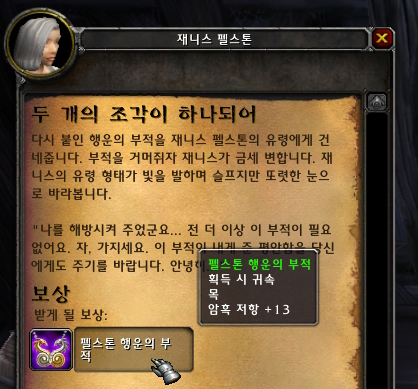 재니스 펠스톤
두 개의 조각이 하나되어
다시 붙인 행운의 부적을 재니스 펠스톤의 유령에게 건
네줍니다. 부적을 거머쥐자 재니스가 금세 변합니다. 재
니스의 유령 형태가 빛을 발하며 슬프지만 또렷한 눈으
로 바라봅니다.
"나를 해방시켜 주었군요... 전 더 이상 이 부적이 필요
없어요. 자, 가지세요. 이 부적이 내게 준 평안함을 당신
에게도 주기를 바랍니다. 안녕히
펠스톤 행운의 부적
획득 시 귀속
목
암흑 저항 +13
보상
받게 될 보상:
펠스톤 행운의 부
적